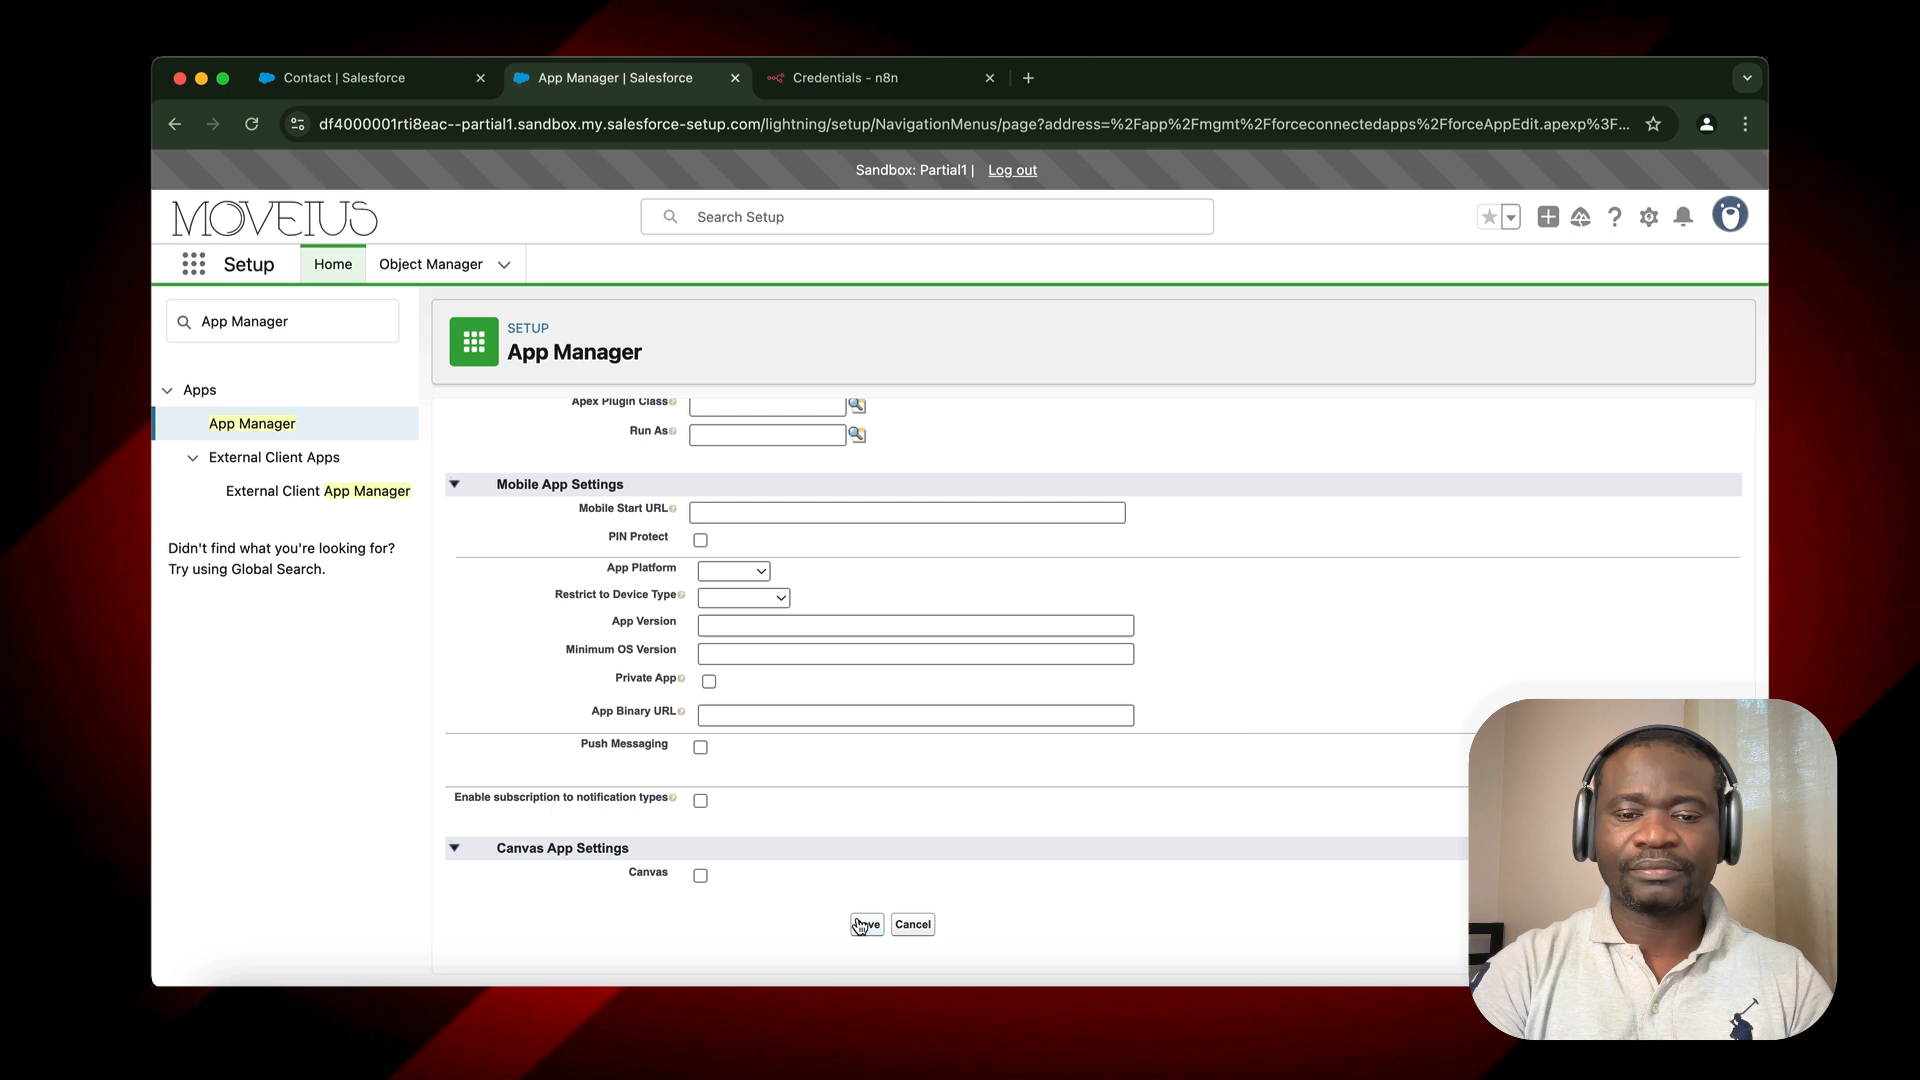 Contact | Salesforce
App Manager | Salesforce
Credentials - n8n
df4000001rti8eac--partial1.sandbox.my.salesforce-setup.com/lightning/setup/NavigationMenus/page?address=%2Fapp%2Fmgmt%2Fforceconnectedapps%2FforceAppEdit.apexp%3F...
Sandbox: Partial1 | Log out
MOVEIUS
Search Setup
Setup
Home
Object Manager
App Manager
SETUP
App Manager
Apps
App Manager
External Client Apps
External Client App Manager
Didn't find what you're looking for?
Try using Global Search.
Apex Plugin Class
Run As
Mobile App Settings
Mobile Start URL
PIN Protect
App Platform
Restrict to Device Type
App Version
Minimum OS Version
Private App
App Binary URL
Push Messaging
Enable subscription to notification types
Canvas App Settings
Canvas
Cancel